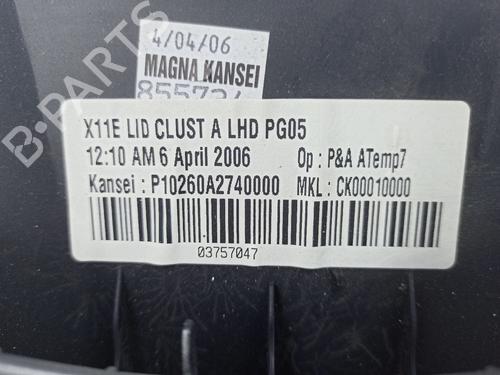 4/04/06
MAGNA KANSEI
X11E LID CLUST A LHD PG05
12:10 AM 6 April 2006 Op : P&A ATemp7
Kansei : P10260A2740000 MKL : CK00010000
03757047
B-PARTS